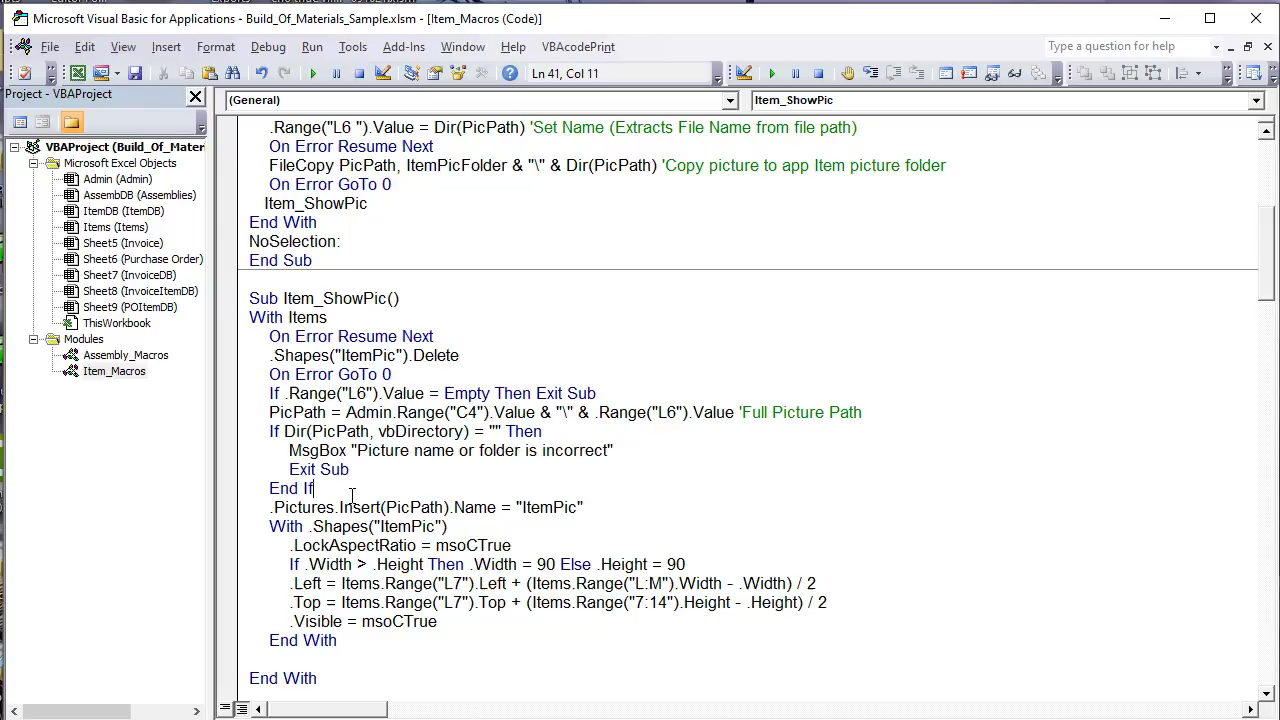 Microsoft Visual Basic for Applications - Build_Of_Materials_Sample.xlsm - [Item_Macros (Code)]
File Edit View Insert Format Debug Run Tools Add-Ins Window Help VBAcodePrint Type a question for help
Ln 41, Col 11
Project - VBAProject
(General) Item_ShowPic
VBAProject (Build_Of_Mater
Microsoft Excel Objects
Admin (Admin)
AssembDB (Assemblies)
ItemDB (ItemDB)
Items (Items)
Sheet5 (Invoice)
Sheet6 (Purchase Order)
Sheet7 (InvoiceDB)
Sheet8 (InvoiceItemDB)
Sheet9 (POItemDB)
ThisWorkbook
Modules
Assembly_Macros
Item_Macros
.Range("L6 ").Value = Dir(PicPath) 'Set Name (Extracts File Name from file path)
On Error Resume Next
FileCopy PicPath, ItemPicFolder & "\" & Dir(PicPath) 'Copy picture to app Item picture folder
On Error GoTo 0
Item_ShowPic
End With
NoSelection:
End Sub
Sub Item_ShowPic()
With Items
On Error Resume Next
.Shapes("ItemPic").Delete
On Error GoTo 0
If .Range("L6").Value = Empty Then Exit Sub
PicPath = Admin.Range("C4").Value & "\" & .Range("L6").Value 'Full Picture Path
If Dir(PicPath, vbDirectory) = "" Then
MsgBox "Picture name or folder is incorrect"
Exit Sub
End If
.Pictures.Insert(PicPath).Name = "ItemPic"
With .Shapes("ItemPic")
.LockAspectRatio = msoCTrue
If .Width > .Height Then .Width = 90 Else .Height = 90
.Left = Items.Range("L7").Left + (Items.Range("L:M").Width - .Width) / 2
.Top = Items.Range("L7").Top + (Items.Range("7:14").Height - .Height) / 2
.Visible = msoCTrue
End With
End With